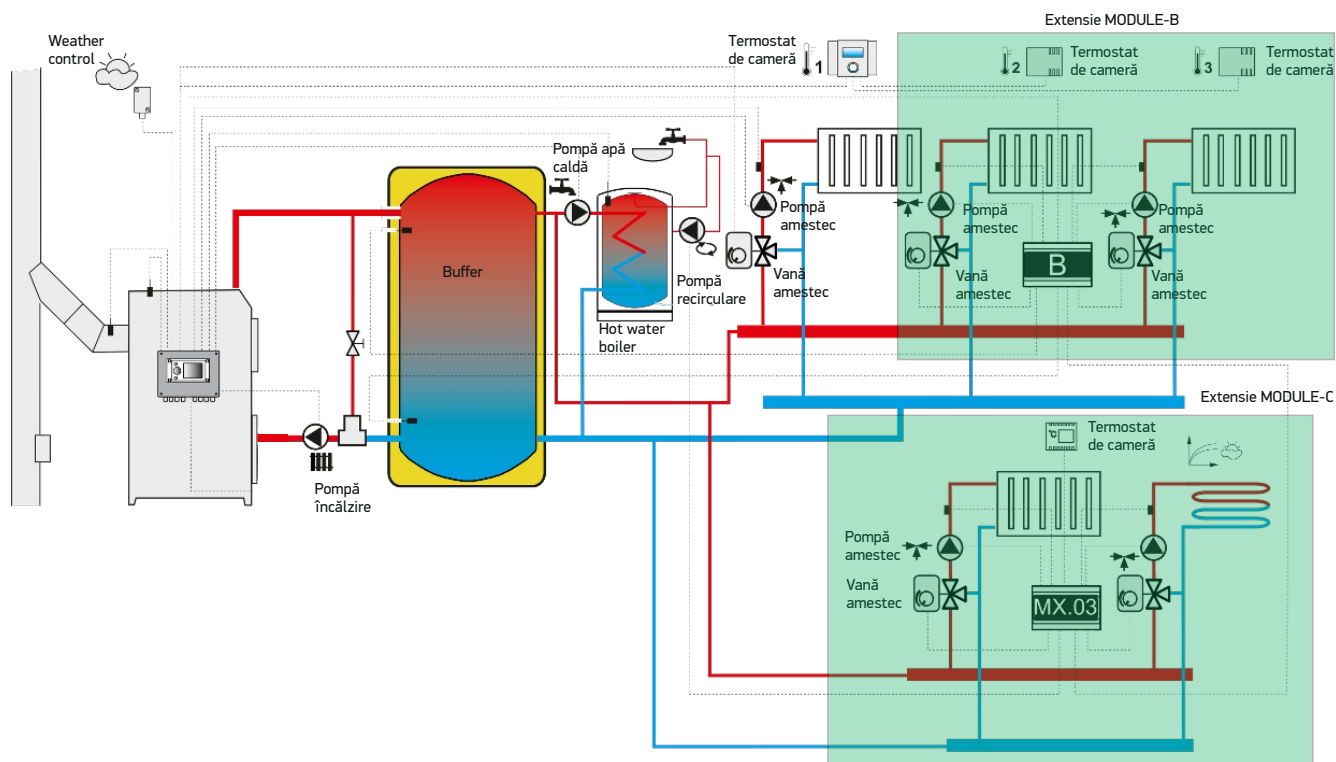 Extensie MODULE-B
Weather
control
Termostat
de cameră
1
2
Termostat
de cameră
3
Termostat
de cameră
Pompă apă
caldă
Pompă
amestec
Pompă
amestec
Pompă
amestec
Buffer
B
Vană
amestec
Vană
amestec
Vană
amestec
Pompă
recirculare
Hot water
boiler
Extensie MODULE-C
Termostat
de cameră
°C
Pompă
încălzire
Pompă
amestec
Vană
amestec
MX.03